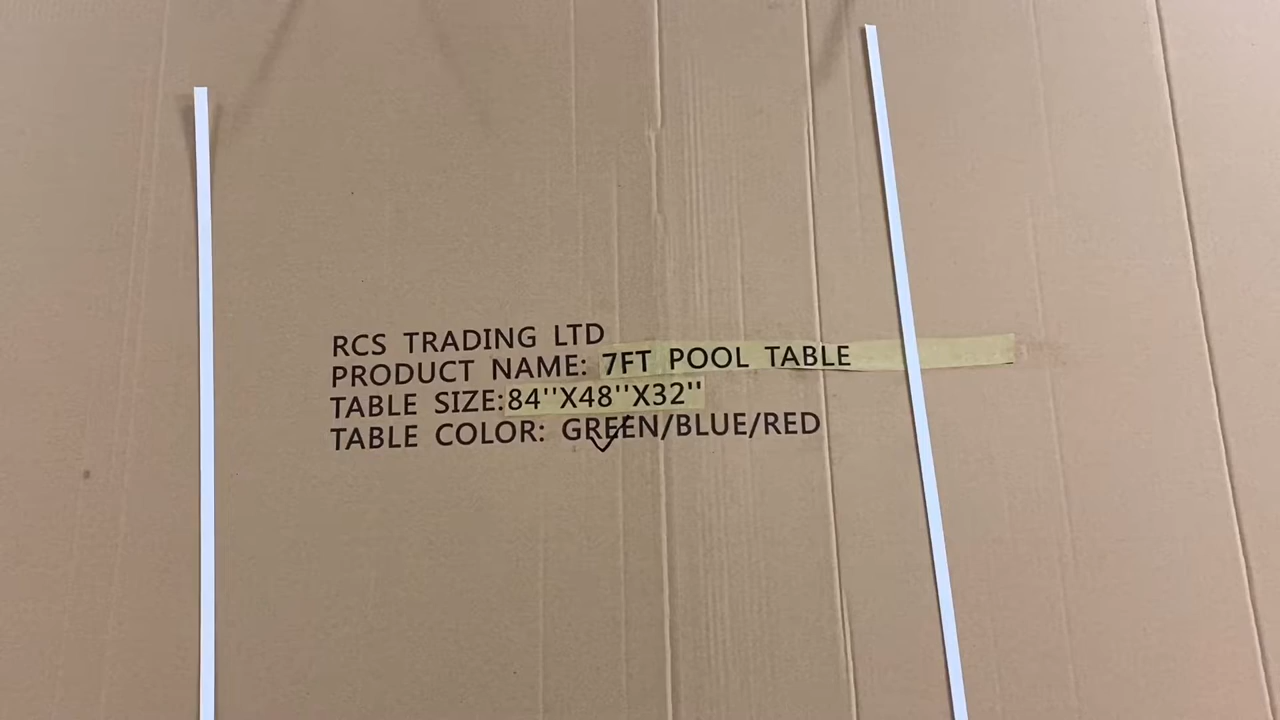 RCS TRADING LTD
PRODUCT NAME: 7FT POOL TABLE
TABLE SIZE:84''X48''X32''
TABLE COLOR: GREEN/BLUE/RED